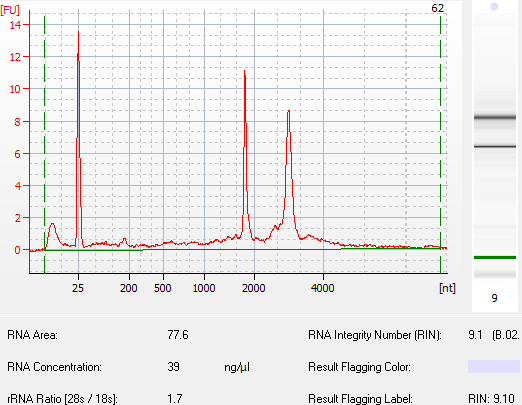 [FU]
62
14
12
10
8
6
4
2
0
25 200 500 1000 2000 4000 [nt]
9
RNA Area: 77.6 RNA Integrity Number (RIN): 9.1 (B.02.
RNA Concentration: 39 ng/µl Result Flagging Color:
rRNA Ratio [28s / 18s]: 1.7 Result Flagging Label: RIN: 9.10